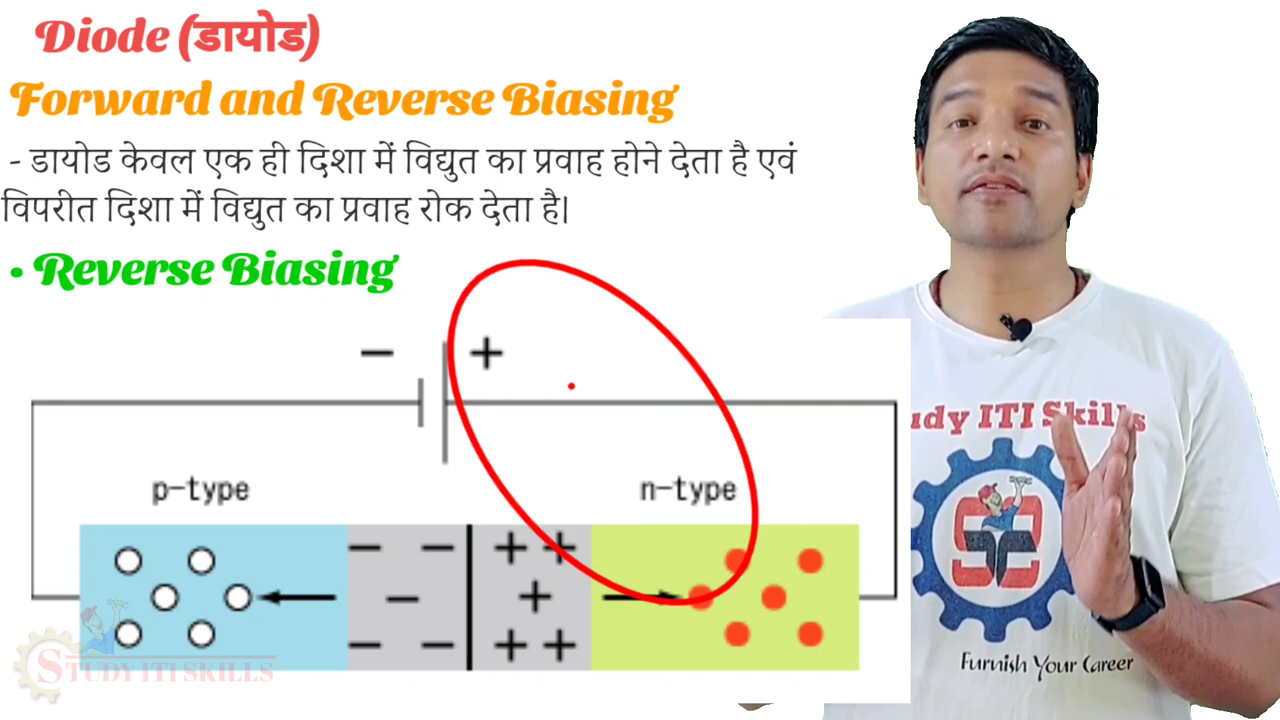 Diode (डायोड)
Forward and Reverse Biasing
- डायोड केवल एक ही दिशा में विद्युत का प्रवाह होने देता है एवं
विपरीत दिशा में विद्युत का प्रवाह रोक देता है।
• Reverse Biasing
− +
p-type n-type
− − + +
− +
− − + +
STUDY ITI SKILLS
udy ITI Skills
Furnish Your Career